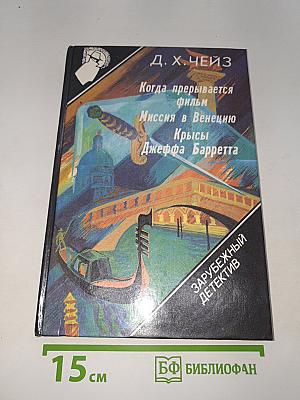 Д. Х. ЧЕЙЗ
Когда прерывается
фильм
Миссия в Венецию
Крысы
Джеффа Барретта
ЗАРУБЕЖНЫЙ
ДЕТЕКТИВ
15 см
БФ БИБЛИОФАН